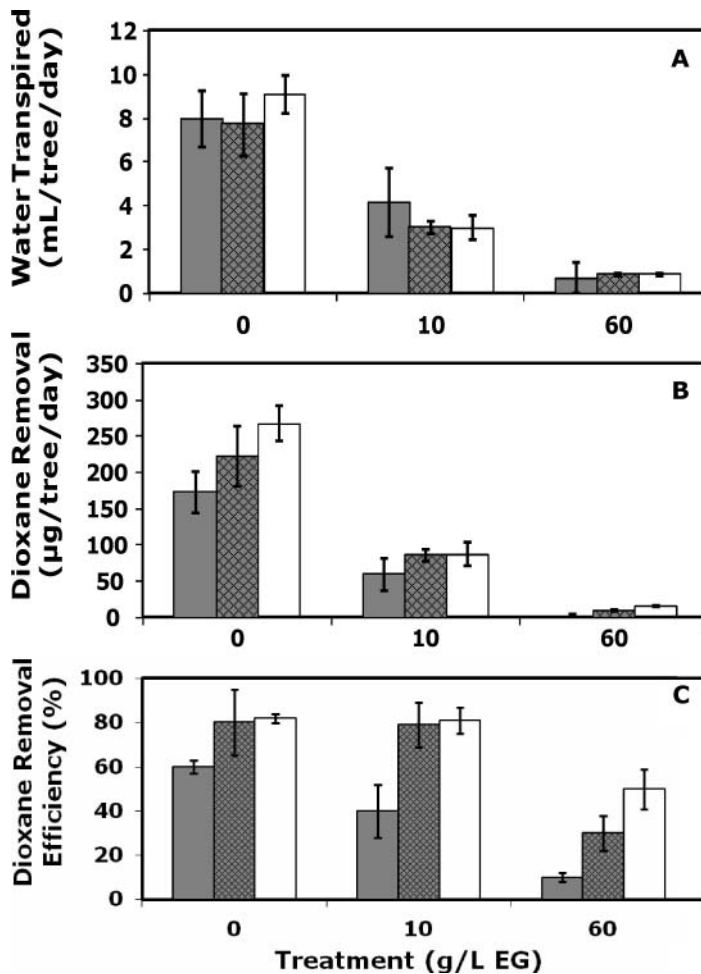 Water Transpired
(mL/tree/day)
12
10
8
6
4
2
0
A
0 10 60
Dioxane Removal
(µg/tree/day)
350
300
250
200
150
100
50
0
B
0 10 60
Dioxane Removal
Efficiency (%)
100
80
60
40
20
0
C
0 10 60
Treatment (g/L EG)